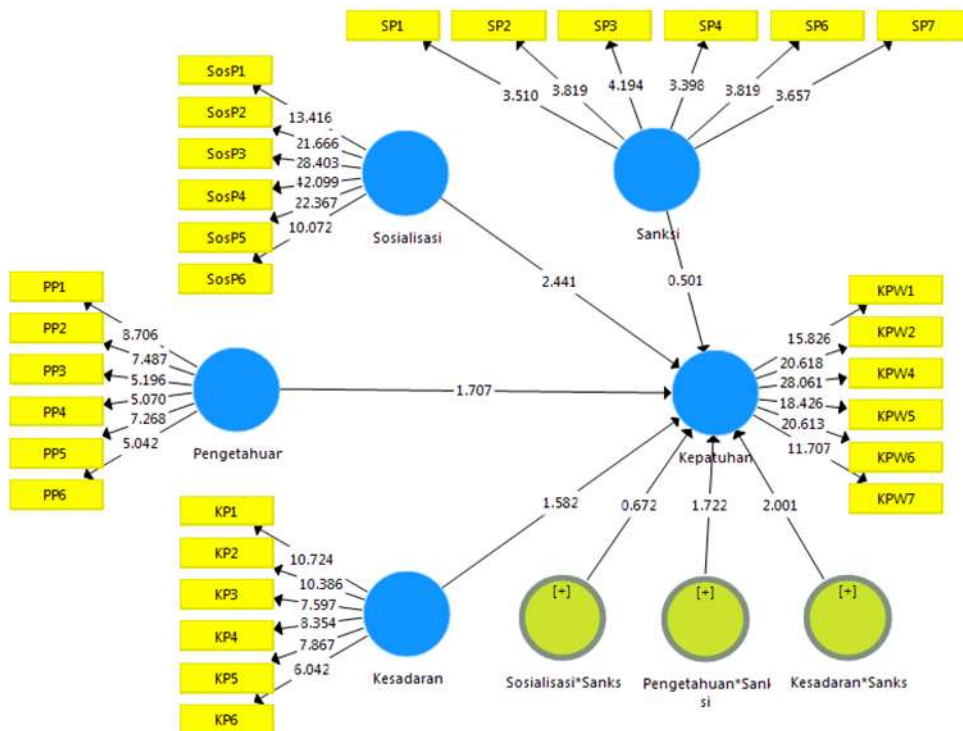 SP1
SP2
SP3
SP4
SP6
SP7
3.510
3.819
4.194
3.398
3.819
3.657
Sanksi
SosP1
SosP2
SosP3
SosP4
SosP5
SosP6
13.416
21.666
28.403
42.099
22.367
10.072
Sosialisasi
2.441
0.501
PP1
PP2
PP3
PP4
PP5
PP6
8.706
7.487
5.196
5.070
7.268
5.042
Pengetahuan
1.707
KPW1
KPW2
KPW4
KPW5
KPW6
KPW7
15.826
20.618
28.061
18.426
20.613
11.707
Kepatuhan
KP1
KP2
KP3
KP4
KP5
KP6
10.724
10.386
7.597
8.354
7.867
6.042
Kesadaran
1.582
0.672
1.722
2.001
[+]
[+]
[+]
Sosialisasi*Sanks
Pengetahuan*Sank
si
Kesadaran*Sanks